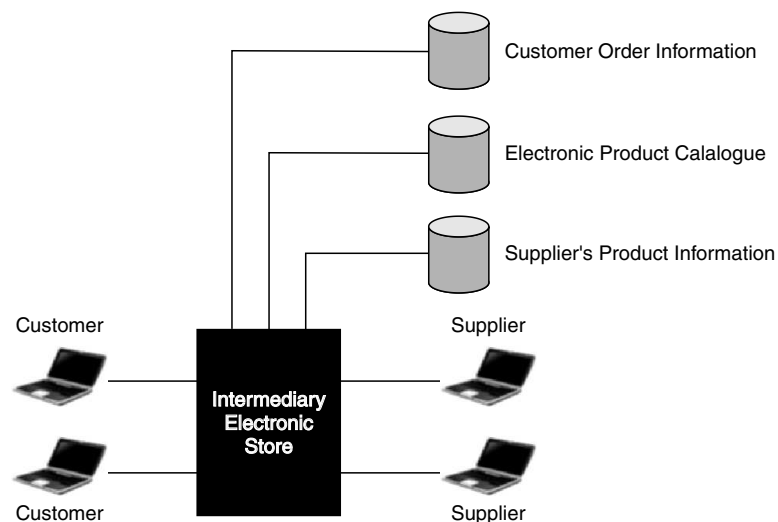 Customer Order Information
Electronic Product Calalogue
Supplier's Product Information
Customer
Supplier
Intermediary
Electronic
Store
Customer
Supplier